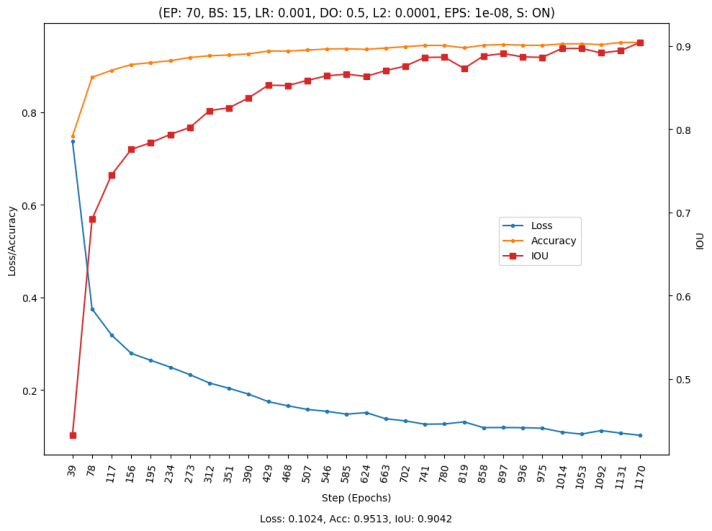 (EP: 70, BS: 15, LR: 0.001, DO: 0.5, L2: 0.0001, EPS: 1e-08, S: ON)
0.8
0.6
0.4
0.2
Loss/Accuracy
0.9
0.8
0.7
0.6
0.5
IOU
Loss
Accuracy
IOU
39 78 117 156 195 234 273 312 351 390 429 468 507 546 585 624 663 702 741 780 819 858 897 936 975 1014 1053 1092 1131 1170
Step (Epochs)
Loss: 0.1024, Acc: 0.9513, IoU: 0.9042